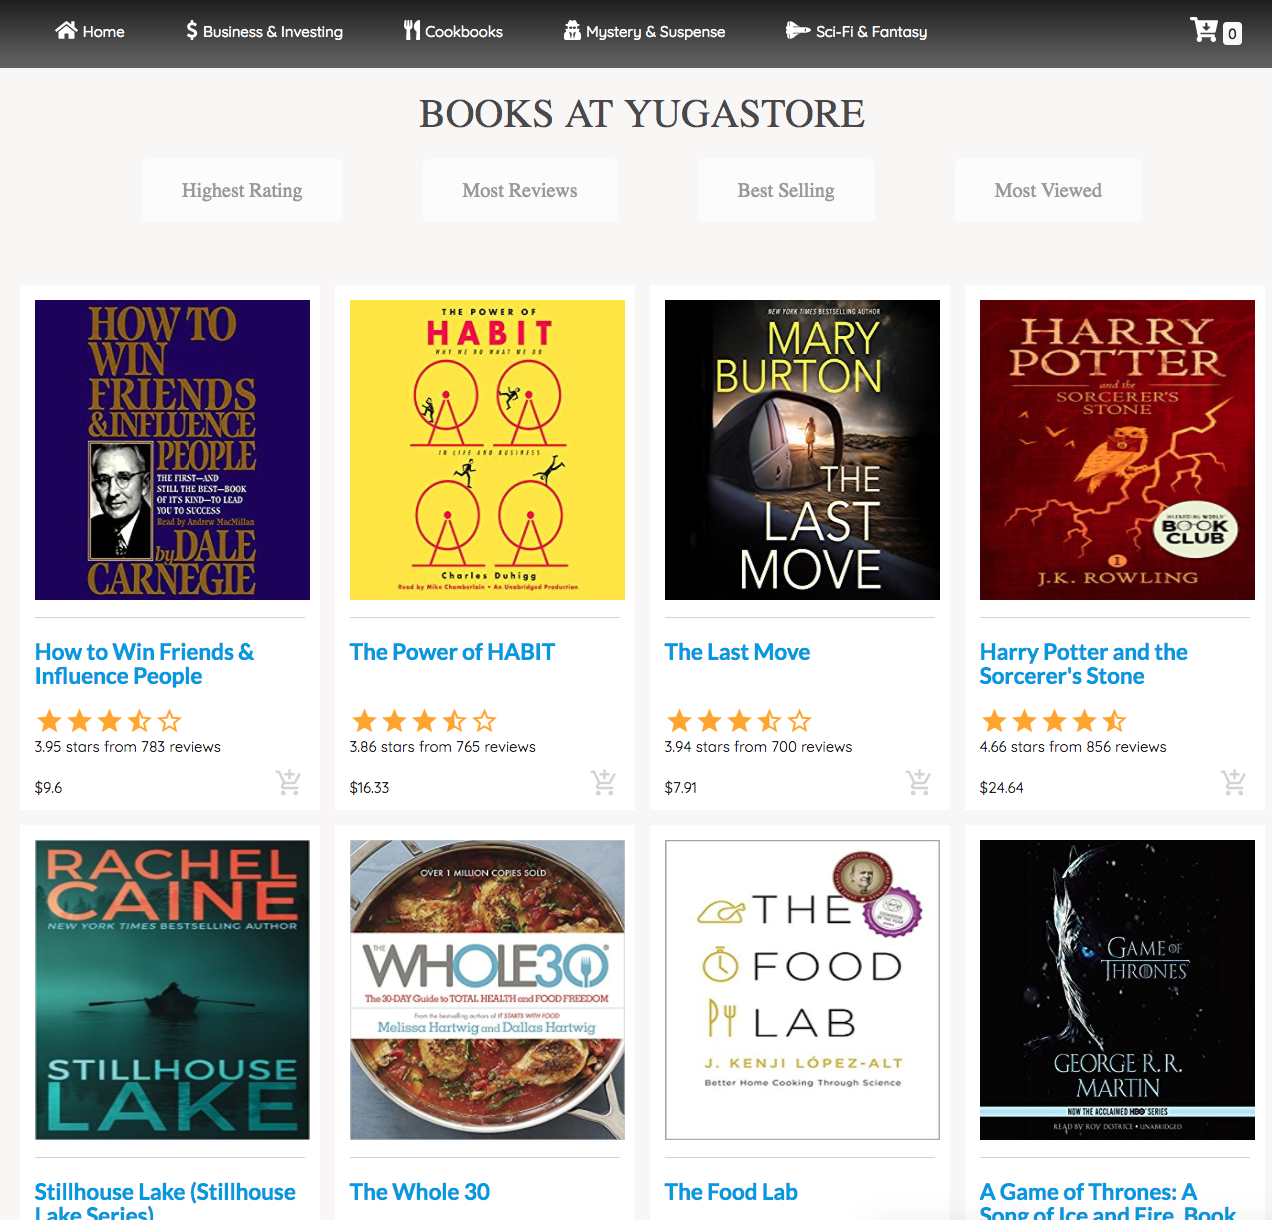 Home
Business & Investing
Cookbooks
Mystery & Suspense
Sci-Fi & Fantasy
0
BOOKS AT YUGASTORE
Highest Rating
Most Reviews
Best Selling
Most Viewed
HOW TO
WIN
FRIENDS
& INFLUENCE
PEOPLE
THE FIRST—AND
STILL THE BEST—BOOK
OF IT'S KIND—TO LEAD
YOU TO SUCCESS
Read by Andrew MacMillan
by DALE
CARNEGIE
THE POWER OF
HABIT
WHY WE DO WHAT WE DO
IN LIFE AND BUSINESS
Charles Duhigg
Read by Mike Chamberlain • An Unabridged Production
NEW YORK TIMES BESTSELLING AUTHOR
MARY
BURTON
THE
LAST
MOVE
HARRY
POTTER
and the
SORCERER'S
STONE
WIZARDING WORLD
BOOK
CLUB
1
J.K. ROWLING
How to Win Friends &
Influence People
3.95 stars from 783 reviews
$9.6
The Power of HABIT
3.86 stars from 765 reviews
$16.33
The Last Move
3.94 stars from 700 reviews
$7.91
Harry Potter and the
Sorcerer's Stone
4.66 stars from 856 reviews
$24.64
RACHEL
CAINE
NEW YORK TIMES BESTSELLING AUTHOR
STILLHOUSE
LAKE
OVER 1 MILLION COPIES SOLD
THE
WHOLE30®
The 30-DAY Guide to TOTAL HEALTH and FOOD FREEDOM
From the best-selling authors of IT STARTS WITH FOOD
Melissa Hartwig and Dallas Hartwig
THE
FOOD
LAB
J. KENJI LÓPEZ-ALT
Better Home Cooking Through Science
GAME OF
THRONES
GEORGE R. R.
MARTIN
NOW THE ACCLAIMED HBO SERIES
READ BY ROY DOTRICE • UNABRIDGED
Stillhouse Lake (Stillhouse
Lake Series)
The Whole 30
The Food Lab
A Game of Thrones: A
Song of Ice and Fire, Book